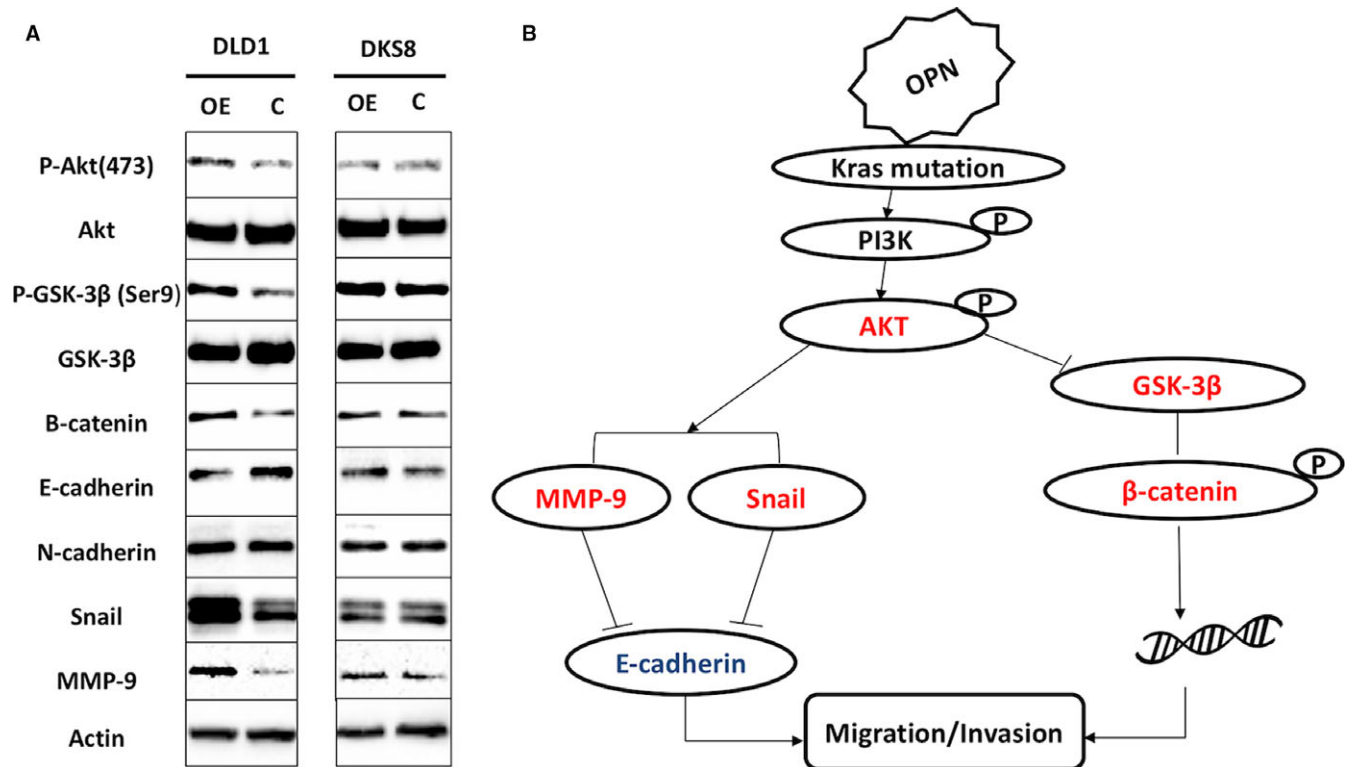 A
DLD1 DKS8
OE C OE C
P-Akt(473)
Akt
P-GSK-3β (Ser9)
GSK-3β
B-catenin
E-cadherin
N-cadherin
Snail
MMP-9
Actin
B
OPN
Kras mutation
P
PI3K
P
AKT
GSK-3β
P
MMP-9 Snail β-catenin
E-cadherin
Migration/Invasion